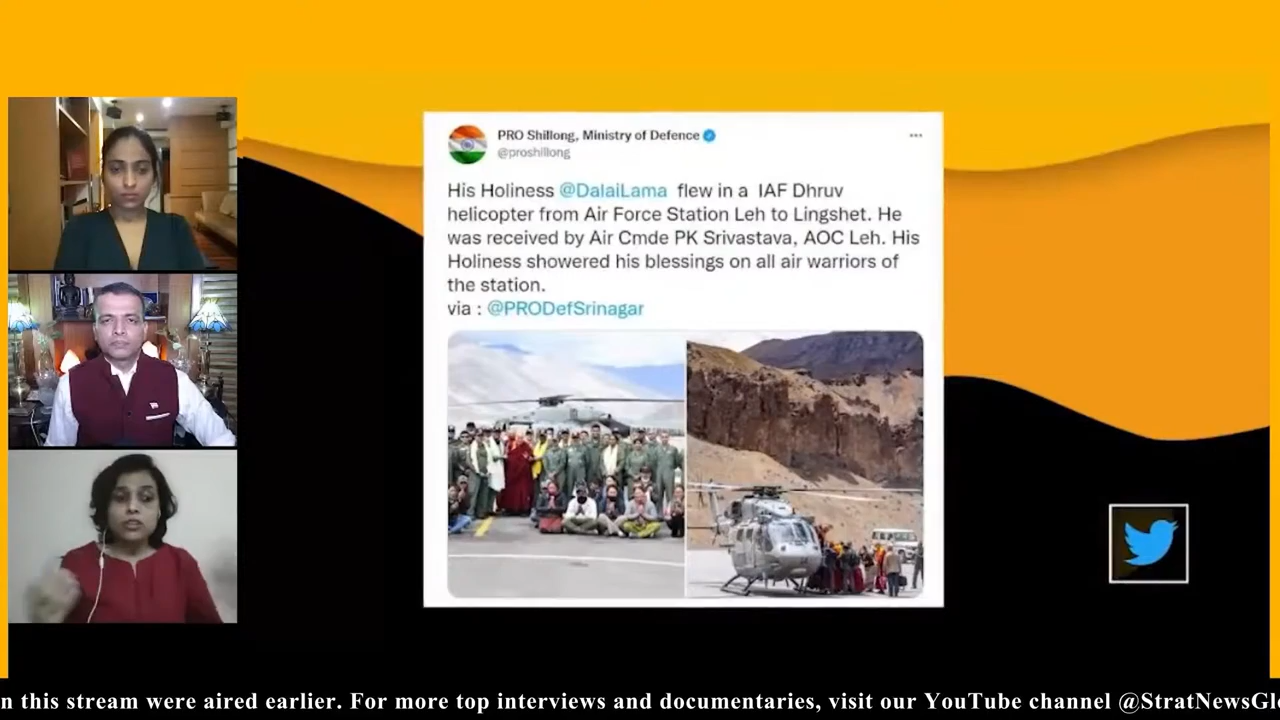 PRO Shillong, Ministry of Defence
@proshillong
His Holiness @DalaiLama flew in a IAF Dhruv
helicopter from Air Force Station Leh to Lingshet. He
was received by Air Cmde PK Srivastava, AOC Leh. His
Holiness showered his blessings on all air warriors of
the station.
via : @PRODefSrinagar
n this stream were aired earlier. For more top interviews and documentaries, visit our YouTube channel @StratNewsGl